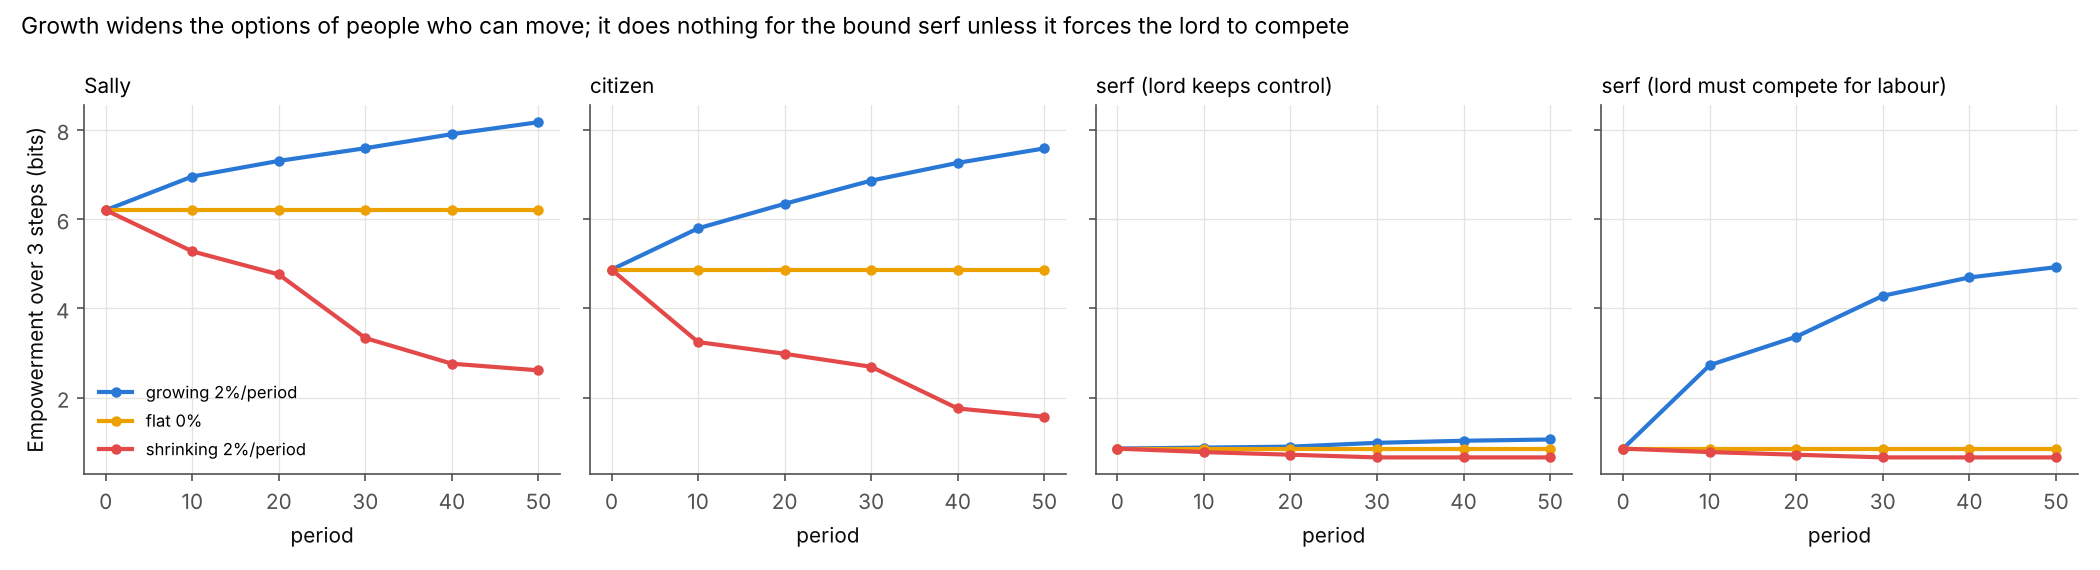 Growth widens the options of people who can move; it does nothing for the bound serf unless it forces the lord to compete
Sally
citizen
serf (lord keeps control)
serf (lord must compete for labour)
Empowerment over 3 steps (bits)
8
6
4
2
growing 2%/period
flat 0%
shrinking 2%/period
0 10 20 30 40 50
0 10 20 30 40 50
0 10 20 30 40 50
0 10 20 30 40 50
period
period
period
period